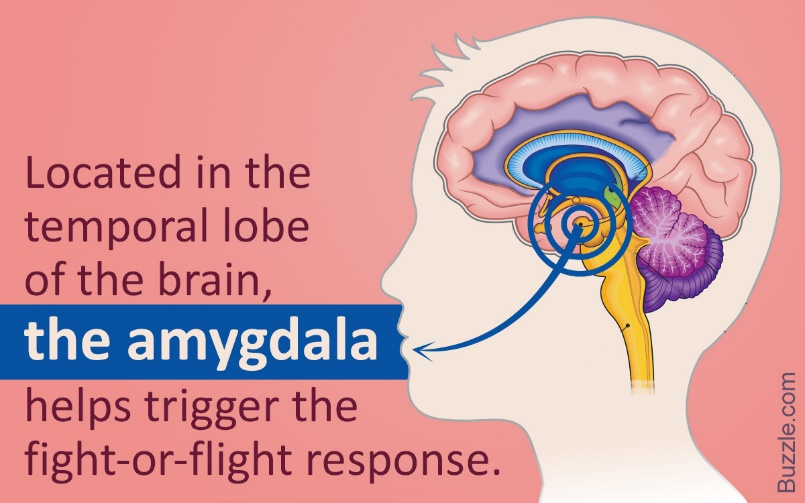 Located in the
temporal lobe
of the brain,
the amygdala
helps trigger the
fight-or-flight response.
Buzzle.com